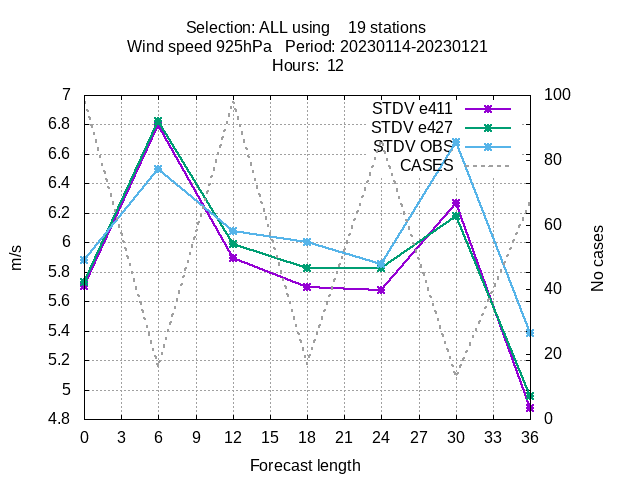 Selection: ALL using    19 stations
Wind speed 925hPa   Period: 20230114-20230121
Hours:  12
7
6.8
6.6
6.4
6.2
6
5.8
5.6
5.4
5.2
5
4.8
m/s
STDV e411
STDV e427
STDV OBS
CASES
100
80
60
40
20
0
No cases
0 3 6 9 12 15 18 21 24 27 30 33 36
Forecast length